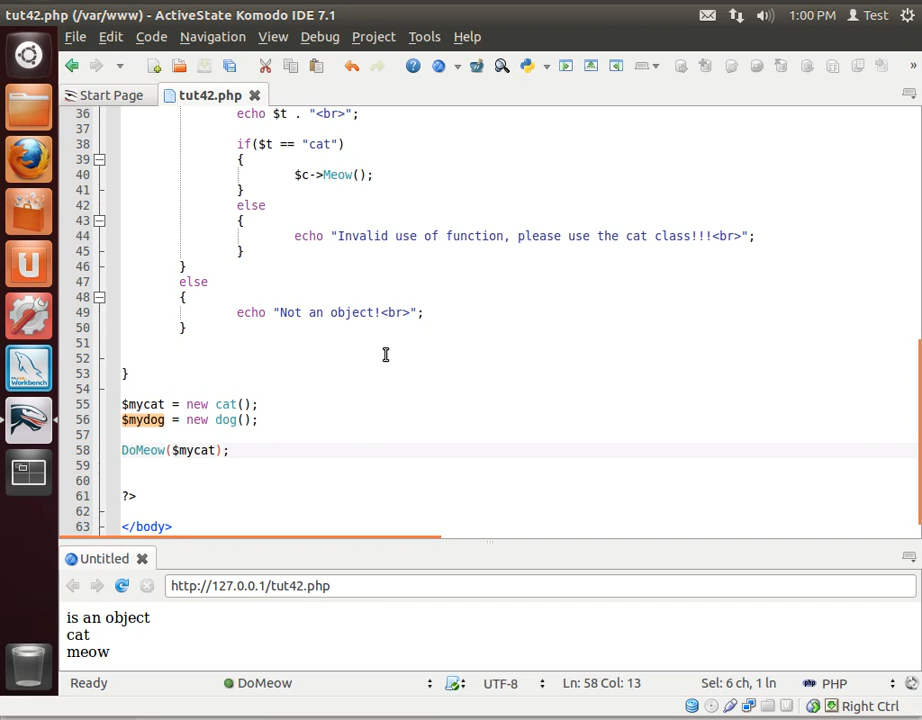 tut42.php (/var/www) - ActiveState Komodo IDE 7.1
1:00 PM Test
File Edit Code Navigation View Debug Project Tools Help
Start Page tut42.php
36 echo $t . "<br>";
37
38 if($t == "cat")
39 {
40 $c->Meow();
41 }
42 else
43 {
44 echo "Invalid use of function, please use the cat class!!!<br>";
45 }
46 }
47 else
48 {
49 echo "Not an object!<br>";
50 }
51
52
53 }
54
55 $mycat = new cat();
56 $mydog = new dog();
57
58 DoMeow($mycat);
59
60
61 ?>
62
63 </body>
Untitled
http://127.0.0.1/tut42.php
is an object
cat
meow
Ready DoMeow UTF-8 Ln: 58 Col: 13 Sel: 6 ch, 1 ln PHP
Right Ctrl